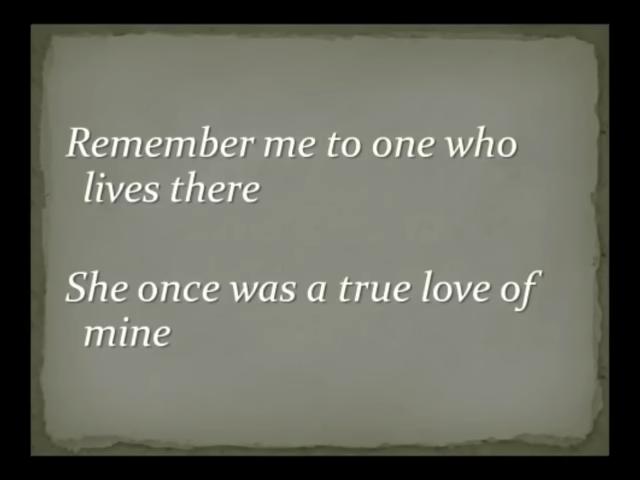 Remember me to one who
lives there
She once was a true love of
mine